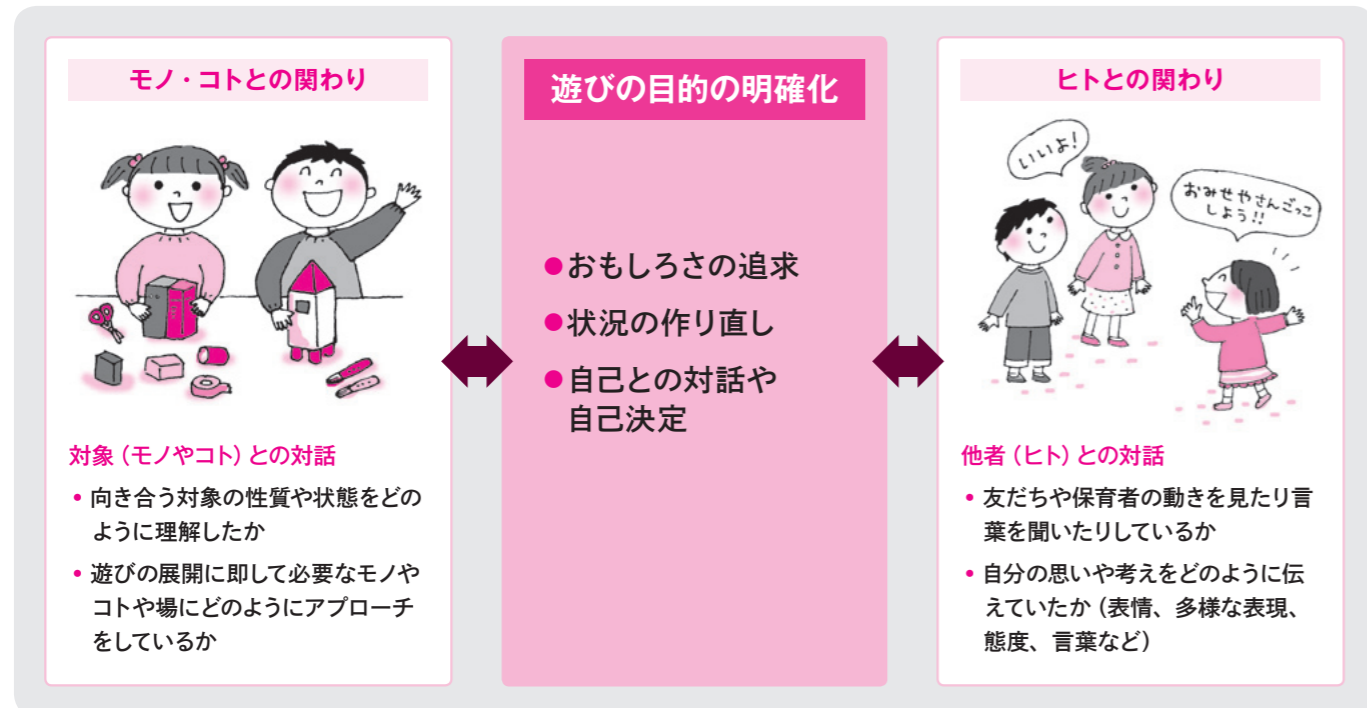 モノ・コトとの関わり
対象（モノやコト）との対話
• 向き合う対象の性質や状態をどの
ように理解したか
• 遊びの展開に即して必要なモノや
コトや場にどのようにアプローチ
をしているか
遊びの目的の明確化
●おもしろさの追求
●状況の作り直し
●自己との対話や
自己決定
ヒトとの関わり
いいよ!
おみせやさんごっこ
しよう!!
他者（ヒト）との対話
• 友だちや保育者の動きを見たり言
葉を聞いたりしているか
• 自分の思いや考えをどのように伝
えていたか（表情、多様な表現、
態度、言葉など）